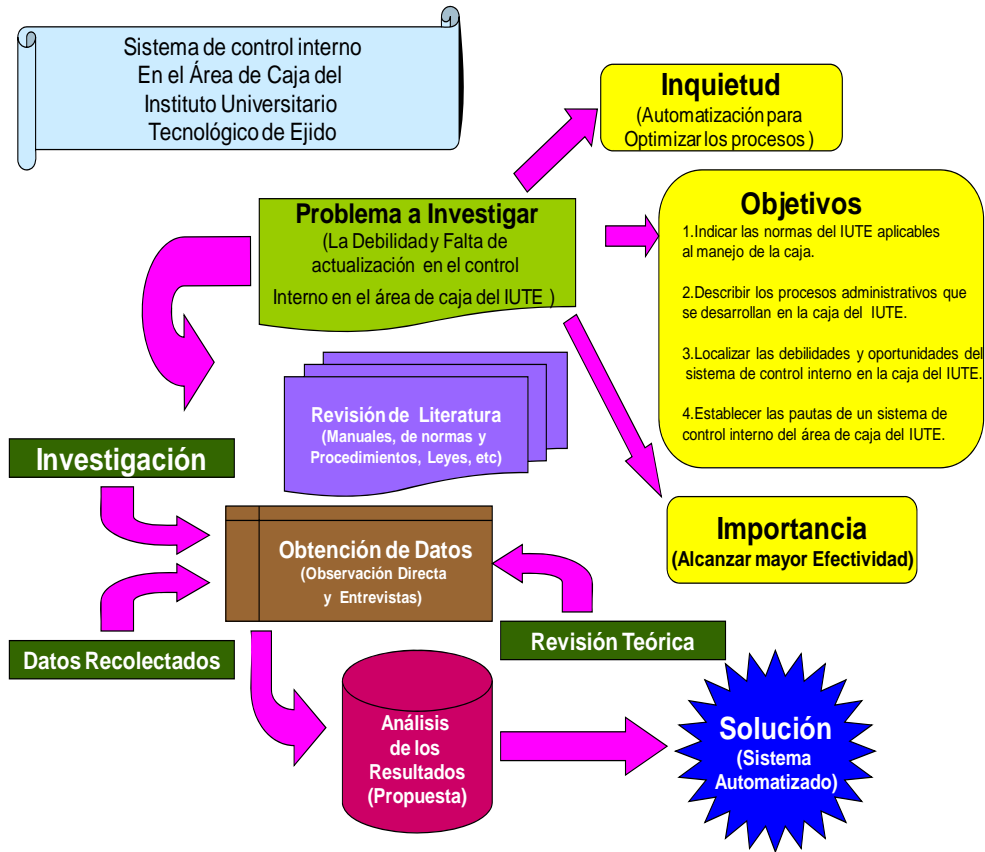 Sistema de control interno
En el Área de Caja del
Instituto Universitario
Tecnológico de Ejido
Inquietud
(Automatización para
Optimizar los procesos )
Problema a Investigar
(La Debilidad y Falta de
actualización en el control
Interno en el área de caja del IUTE )
Objetivos
1.Indicar las normas del IUTE aplicables
al manejo de la caja.
2.Describir los procesos administrativos que
se desarrollan en la caja del IUTE.
3.Localizar las debilidades y oportunidades del
sistema de control interno en la caja del IUTE.
4.Establecer las pautas de un sistema de
control interno del área de caja del IUTE.
Revisión de Literatura
(Manuales, de normas y
Procedimientos, Leyes, etc)
Investigación
Importancia
(Alcanzar mayor Efectividad)
Obtención de Datos
(Observación Directa
y Entrevistas)
Datos Recolectados
Revisión Teórica
Análisis
de los
Resultados
(Propuesta)
Solución
(Sistema
Automatizado)